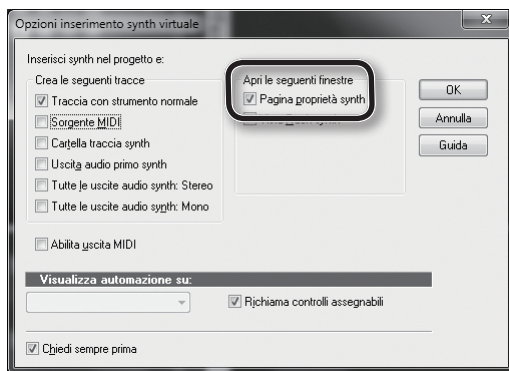 Opzioni inserimento synth virtuale
Inserisci synth nel progetto e:
Crea le seguenti tracce
Traccia con strumento normale
Sorgente MIDI
Cartella traccia synth
Uscita audio primo synth
Tutte le uscite audio synth: Stereo
Tutte le uscite audio synth: Mono
Abilita uscita MIDI
Apri le seguenti finestre
Pagina proprietà synth
OK
Annulla
Guida
Visualizza automazione su:
Richiama controlli assegnabili
Chiedi sempre prima